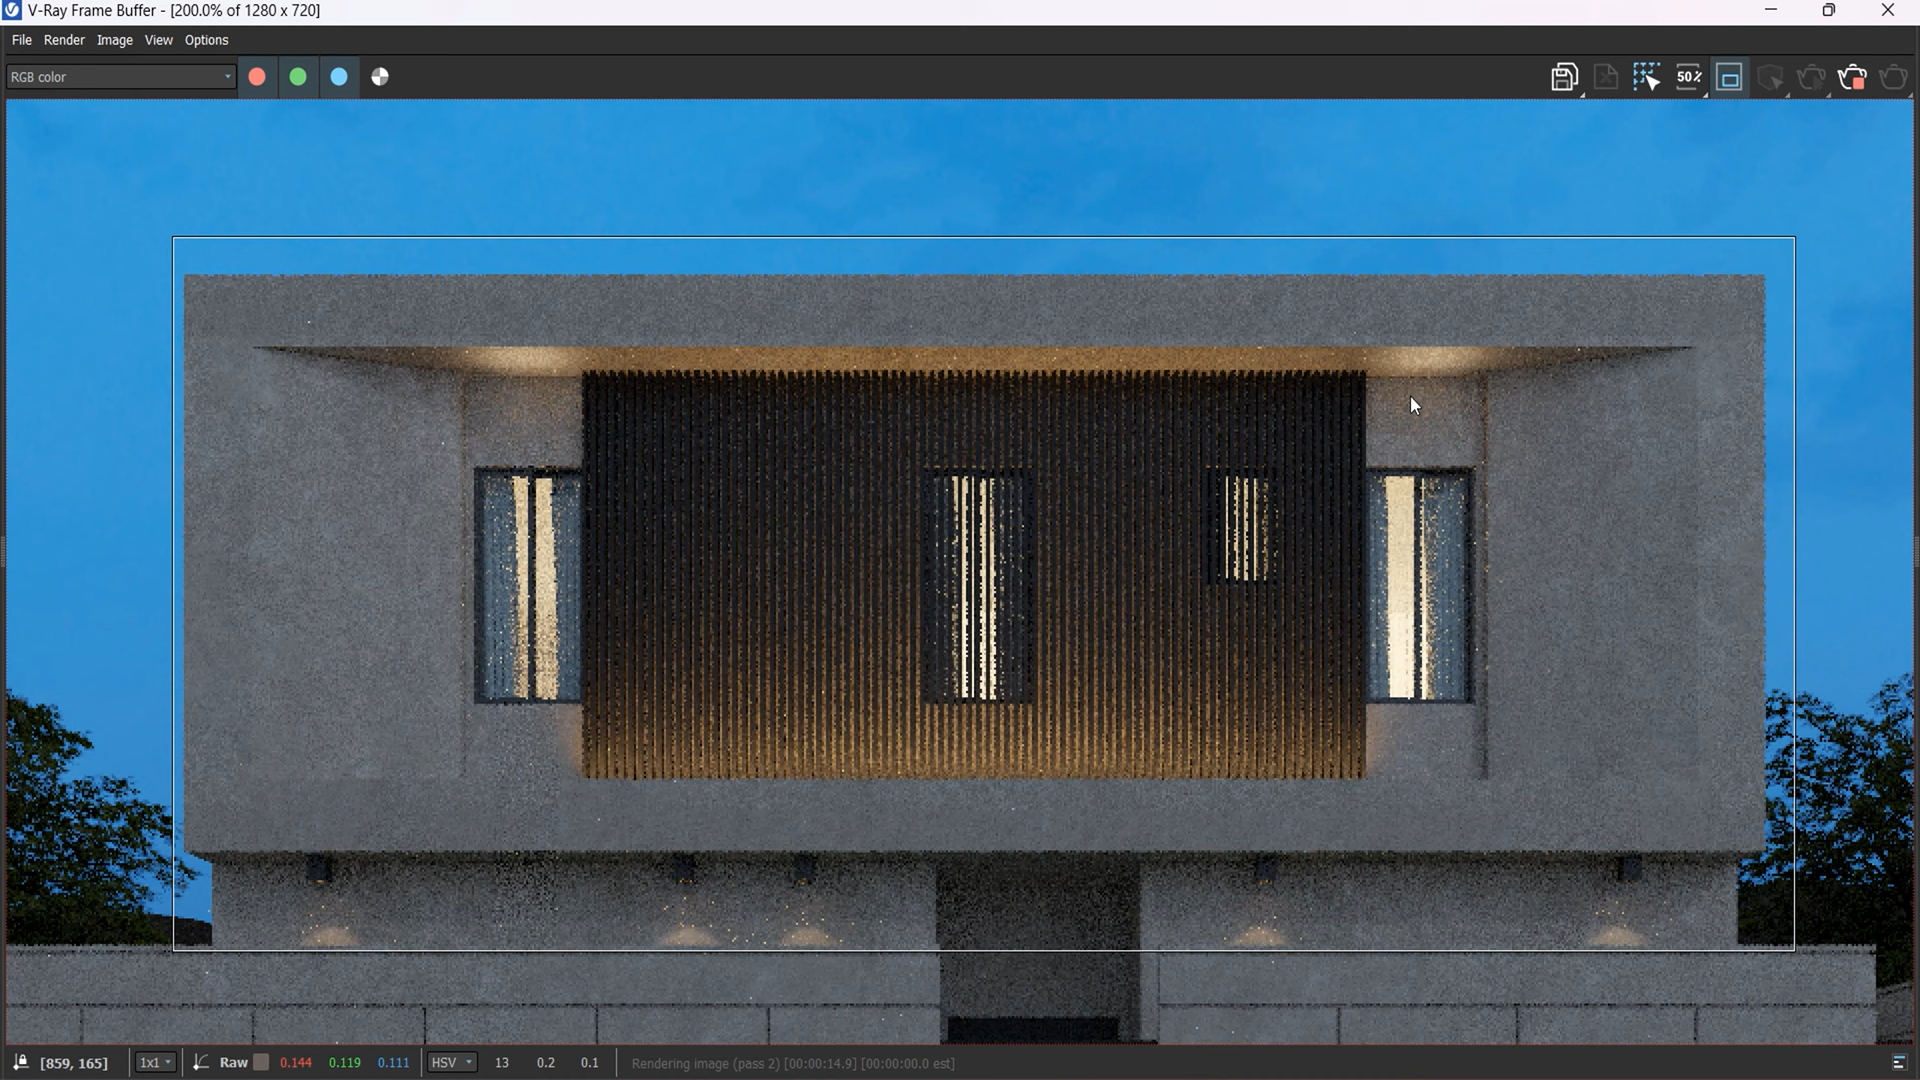 V-Ray Frame Buffer - [200.0% of 1280 x 720]
File Render Image View Options
RGB color
50%
[859, 165] 1x1 Raw 0.144 0.119 0.111 HSV 13 0.2 0.1 Rendering image (pass 2) [00:00:14.9] [00:00:00.0 est]